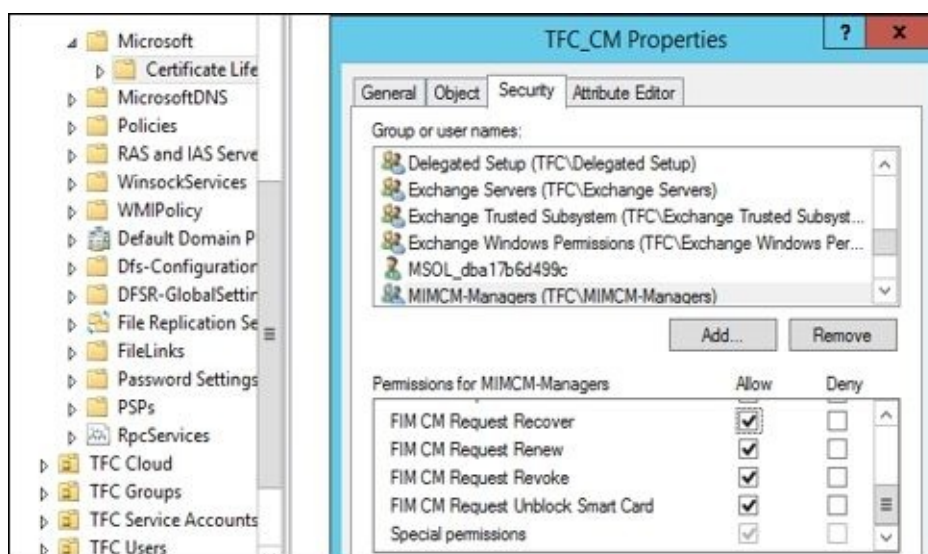 Microsoft
Certificate Life
MicrosoftDNS
Policies
RAS and IAS Serve
WinsockServices
WMIPolicy
Default Domain P
Dfs-Configuration
DFSR-GlobalSettin
File Replication Se
FileLinks
Password Settings
PSPs
RpcServices
TFC Cloud
TFC Groups
TFC Service Accounts
TFC Users
TFC_CM Properties
?
x
General
Object
Security
Attribute Editor
Group or user names:
Delegated Setup (TFC\Delegated Setup)
Exchange Servers (TFC\Exchange Servers)
Exchange Trusted Subsystem (TFC\Exchange Trusted Subsyst...
Exchange Windows Permissions (TFC\Exchange Windows Per...
MSOL_dba17b6d499c
MIMCM-Managers (TFC\MIMCM-Managers)
Add...
Remove
Permissions for MIMCM-Managers
Allow
Deny
FIM CM Request Recover
FIM CM Request Renew
FIM CM Request Revoke
FIM CM Request Unblock Smart Card
Special permissions